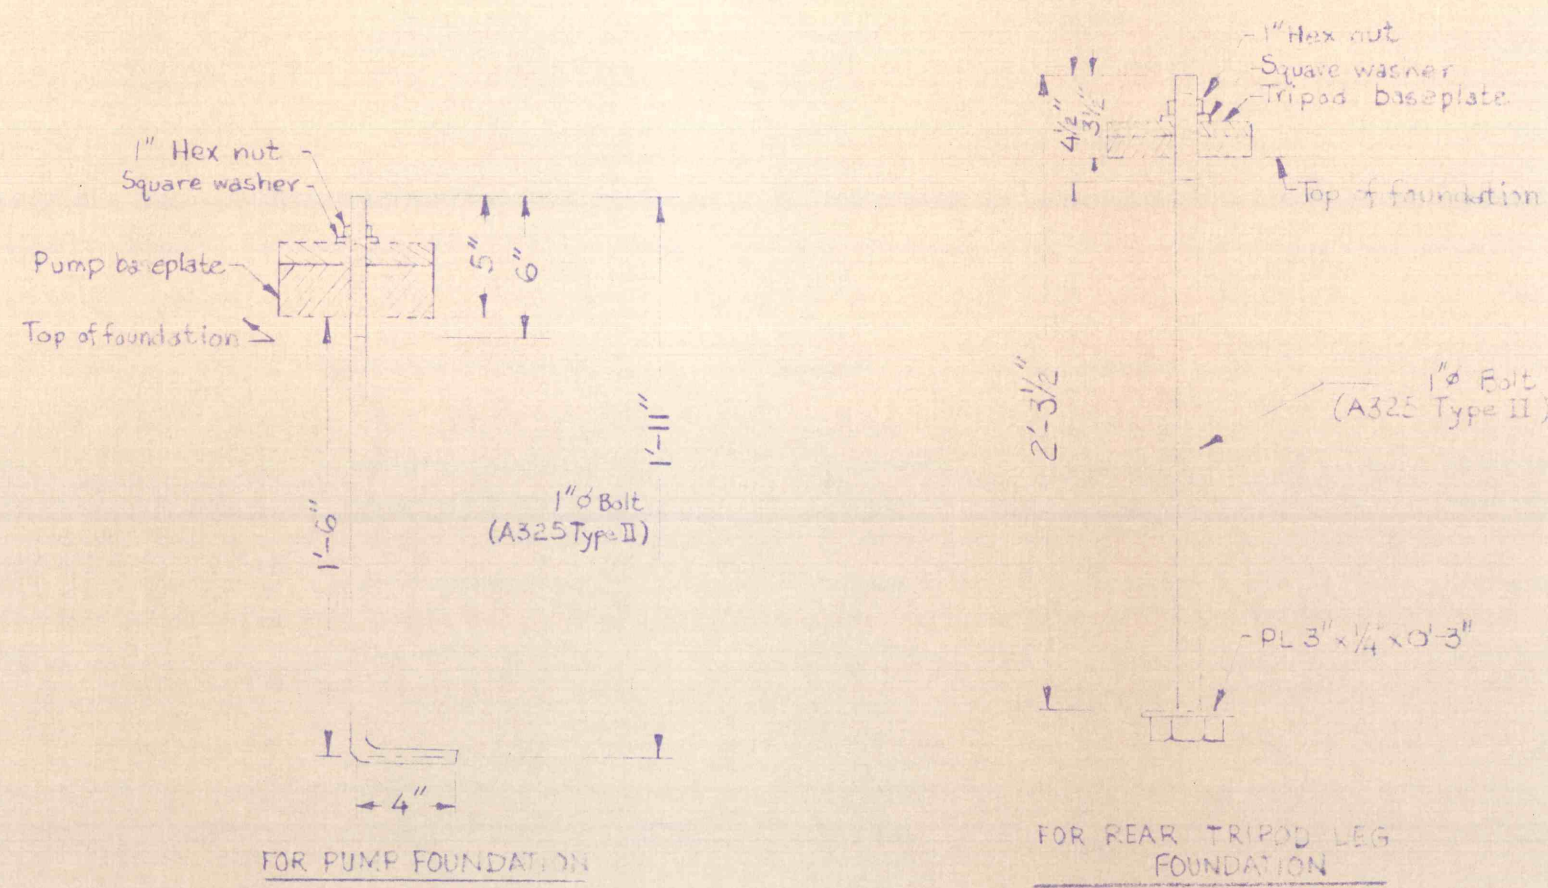 1" Hex nut
Square washer
Pump baseplate
Top of foundation
5"
6"
1'-11"
1'-6"
1"ø Bolt
(A325 Type II)
4"
FOR PUMP FOUNDATION
1" Hex nut
Square washer
Tripod baseplate
4½"
3½"
Top of foundation
2'-3½"
1"ø Bolt
(A325 Type II)
PL 3" x ¼" x 0'-3"
FOR REAR TRIPOD LEG
FOUNDATION